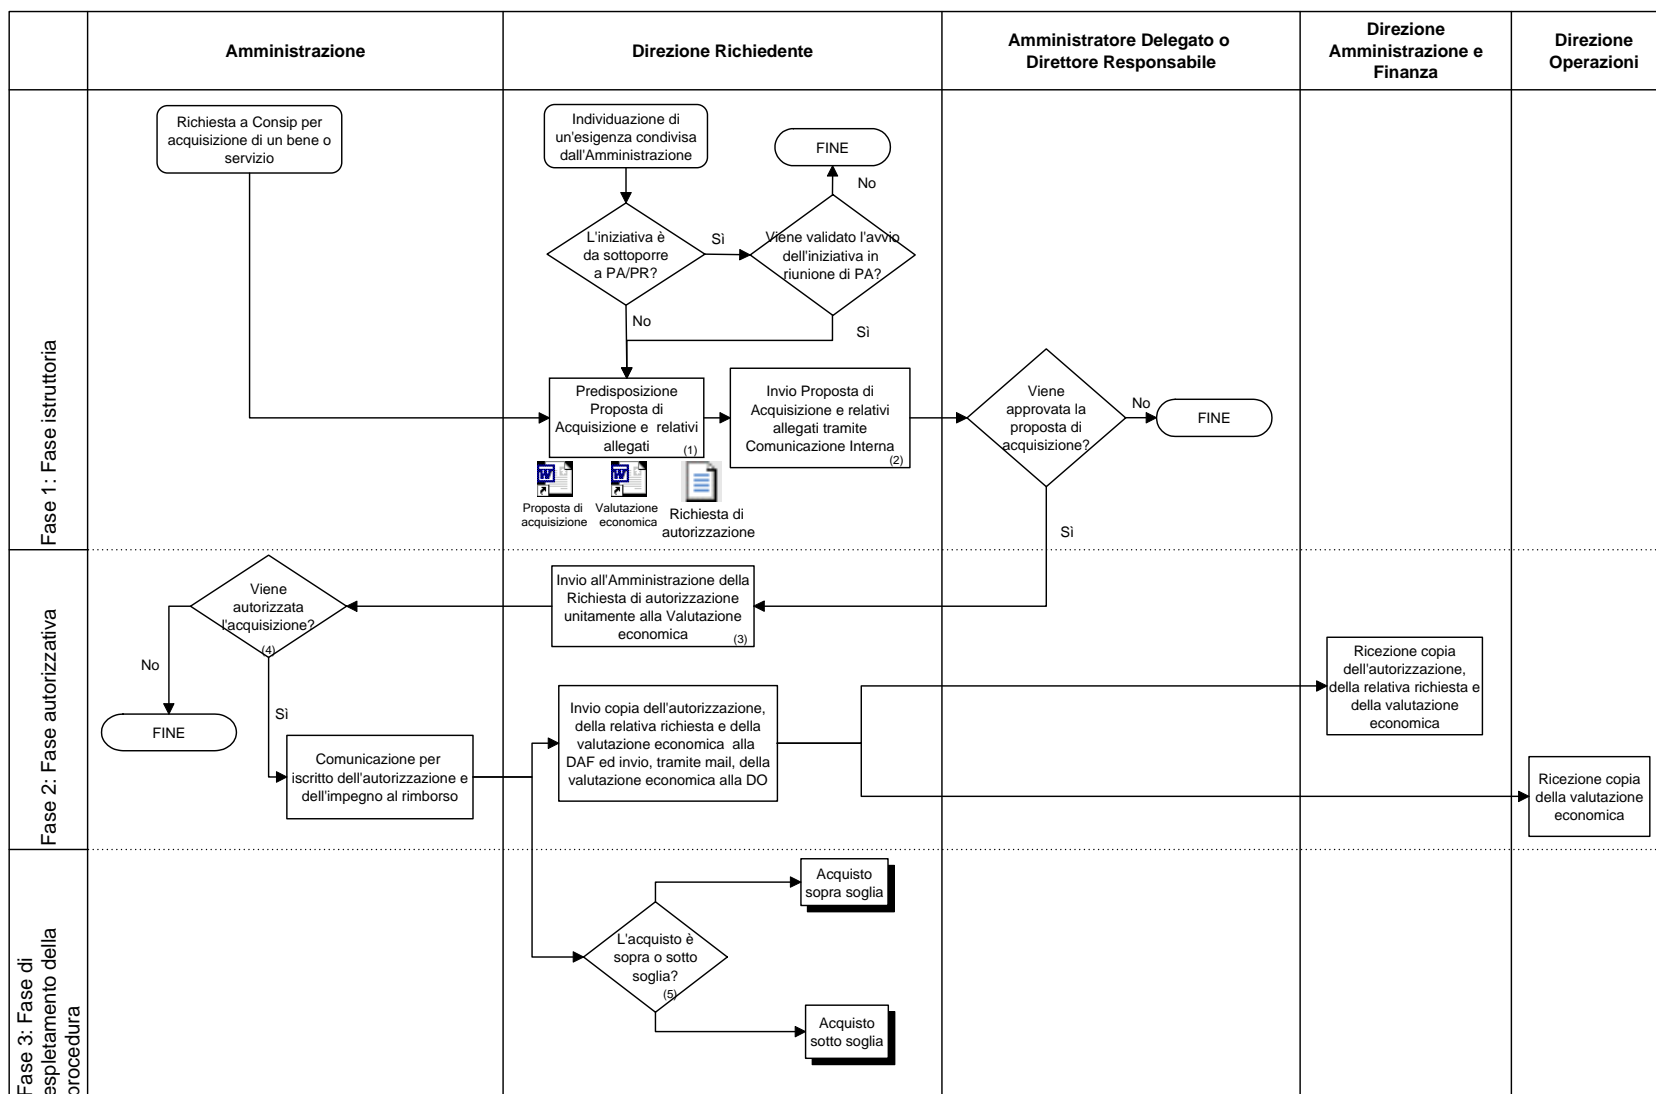 Amministrazione
Direzione Richiedente
Amministratore Delegato o
Direttore Responsabile
Direzione
Amministrazione e
Finanza
Direzione
Operazioni
Fase 1: Fase istruttoria
Richiesta a Consip per
acquisizione di un bene o
servizio
Individuazione di
un'esigenza condivisa
dall'Amministrazione
FINE
No
L'iniziativa è
da sottoporre
a PA/PR?
Sì
Viene validato l'avvio
dell'iniziativa in
riunione di PA?
No
Sì
Predisposizione
Proposta di
Acquisizione e relativi
allegati
(1)
Invio Proposta di
Acquisizione e relativi
allegati tramite
Comunicazione Interna
(2)
Viene
approvata la
proposta di
acquisizione?
No
FINE
Proposta di
acquisizione
Valutazione
economica
Richiesta di
autorizzazione
Sì
Fase 2: Fase autorizzativa
Viene
autorizzata
l'acquisizione?
(4)
Invio all'Amministrazione della
Richiesta di autorizzazione
unitamente alla Valutazione
economica
(3)
No
FINE
Sì
Comunicazione per
iscritto dell'autorizzazione e
dell'impegno al rimborso
Invio copia dell'autorizzazione,
della relativa richiesta e della
valutazione economica alla
DAF ed invio, tramite mail, della
valutazione economica alla DO
Ricezione copia
dell'autorizzazione,
della relativa richiesta e
della valutazione
economica
Ricezione copia
della valutazione
economica
Fase 3: Fase di
espletamento della
procedura
Acquisto
sopra soglia
L'acquisto è
sopra o sotto
soglia?
(5)
Acquisto
sotto soglia